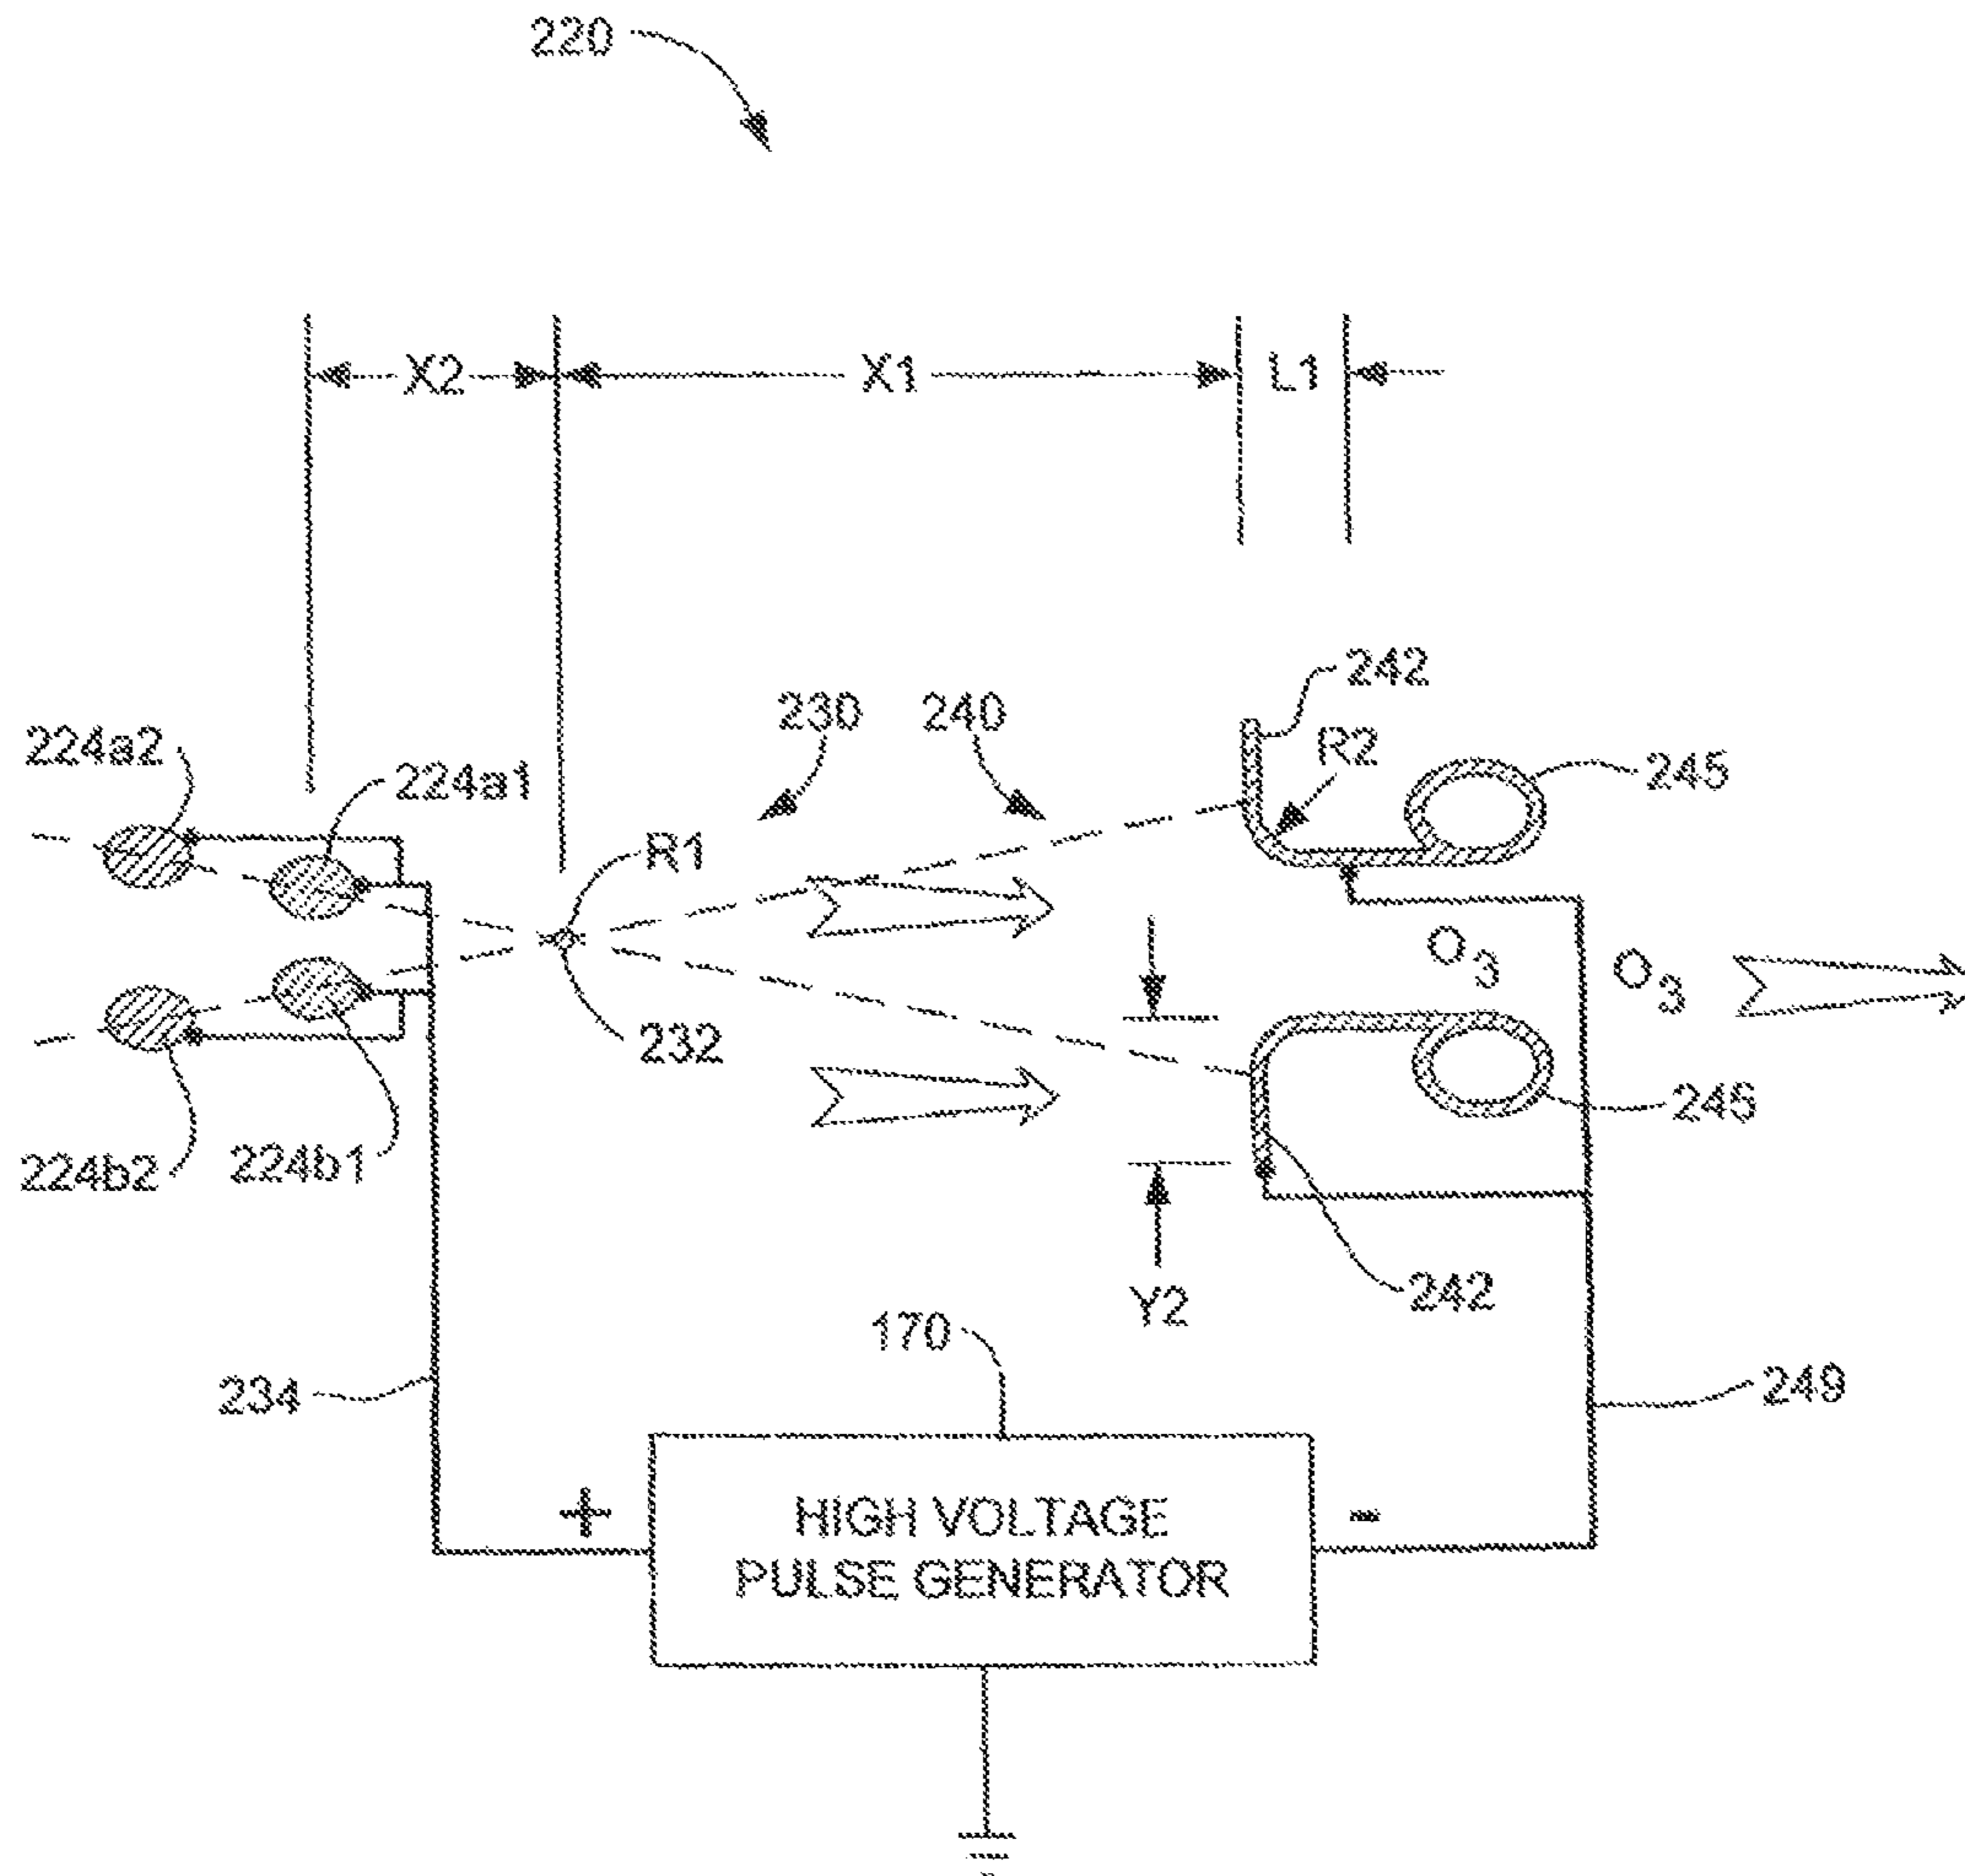 220
X2
X1
L1
242
230
240
R2
245
224a2
224a1
R1
O3
O3
232
245
224b2
224b1
242
Y2
170
234
249
+
HIGH VOLTAGE
PULSE GENERATOR
-